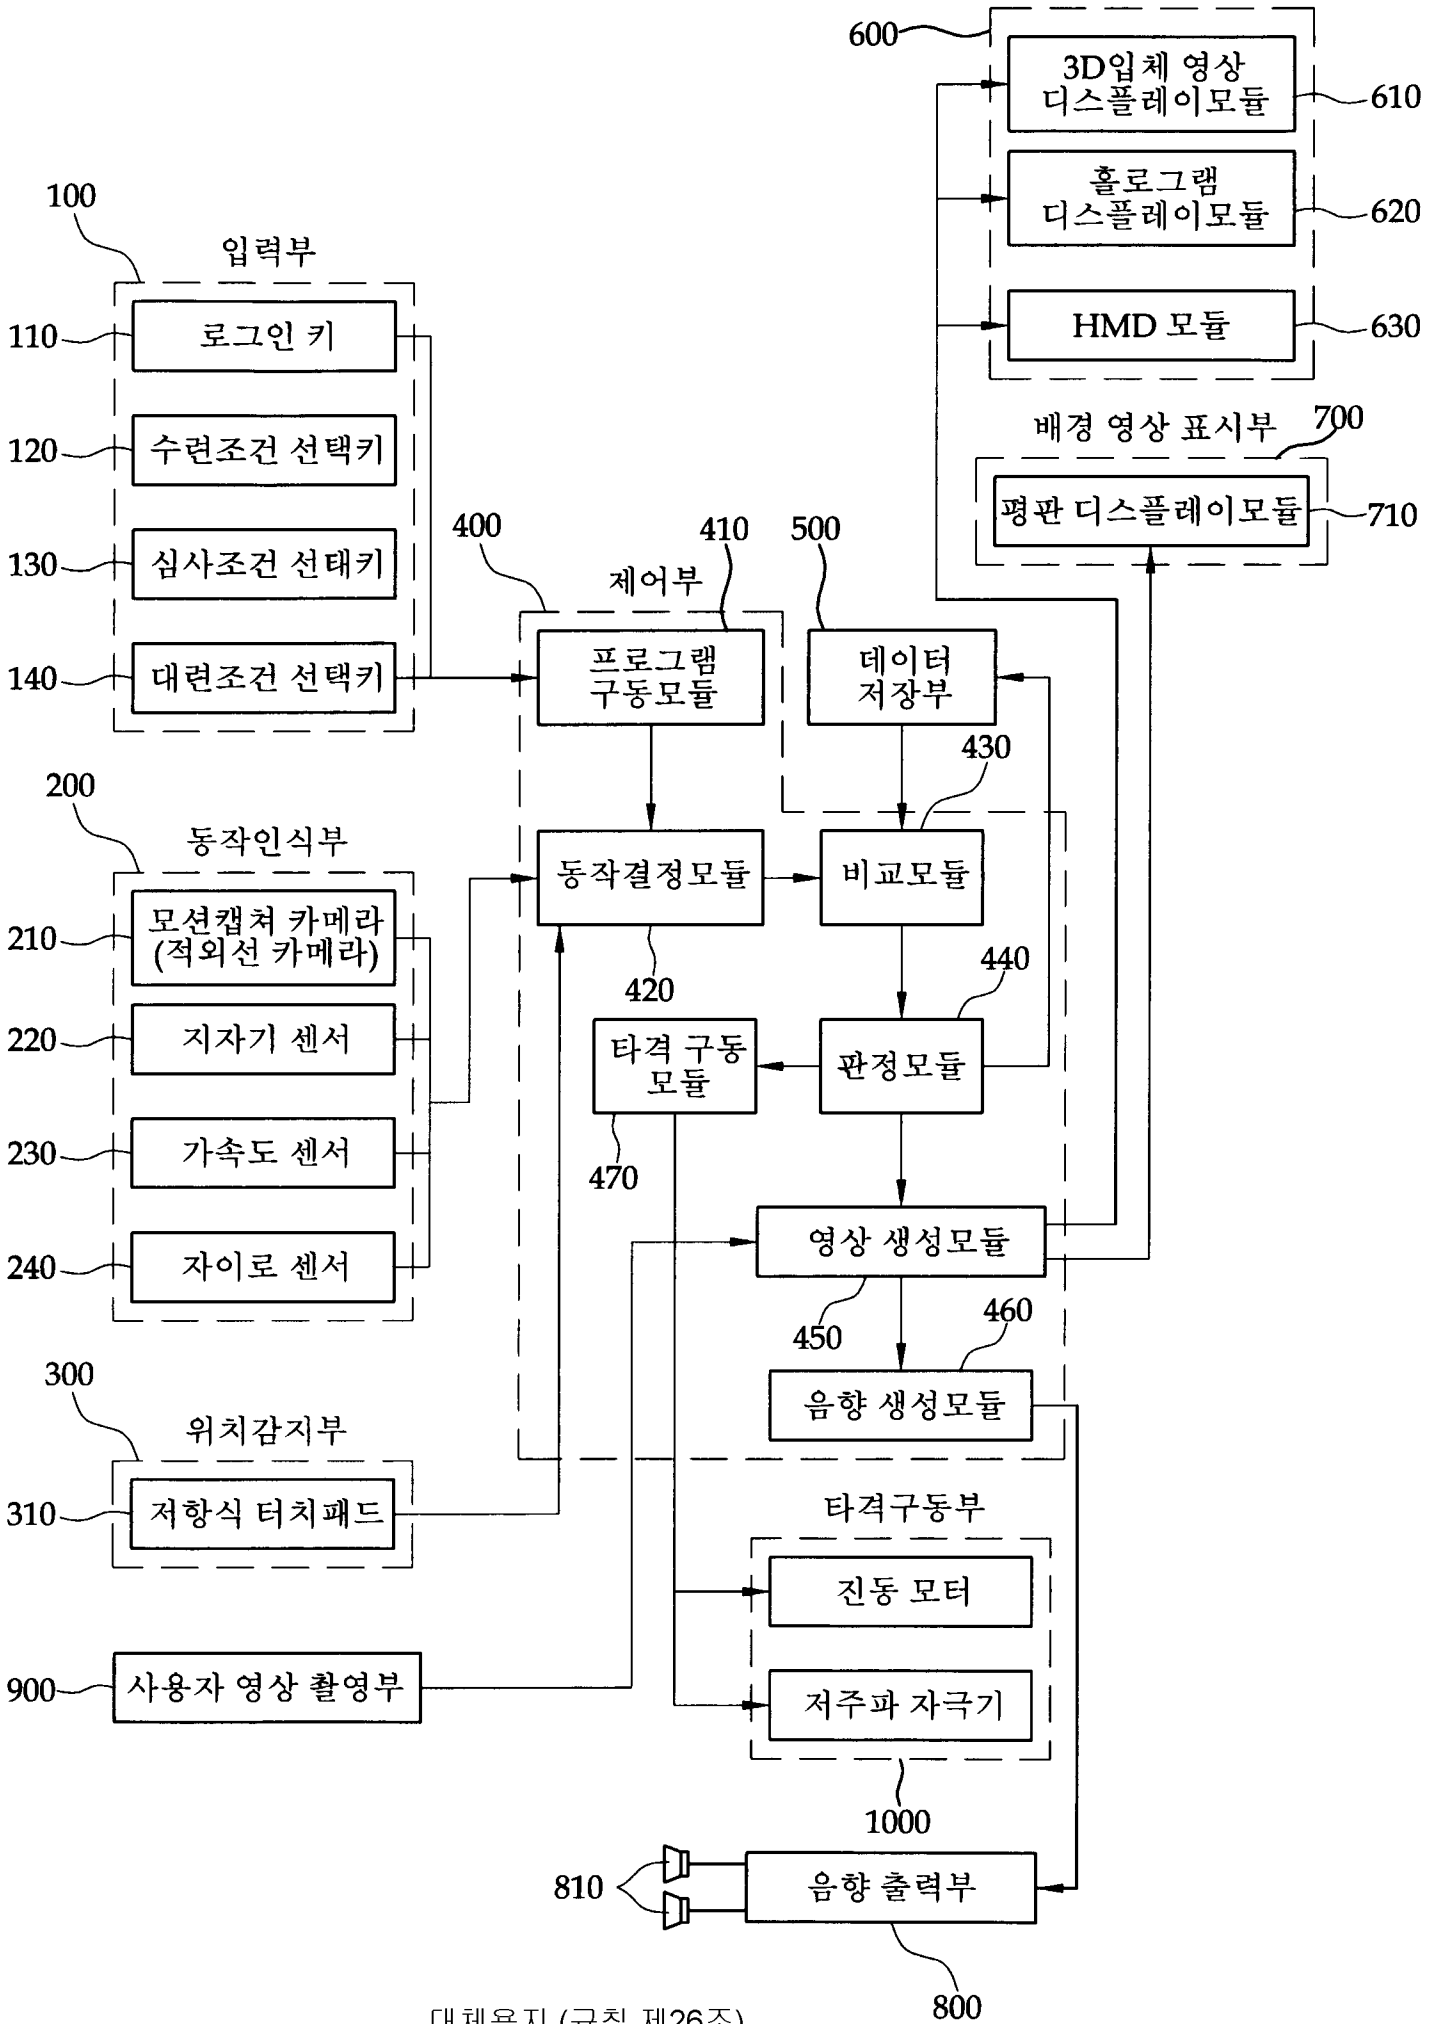 600
3D입체 영상
디스플레이모듈
610
홀로그램
디스플레이모듈
620
HMD 모듈
630
100
입력부
110
로그인 키
120
수련조건 선택키
130
심사조건 선태키
140
대련조건 선택키
배경 영상 표시부
700
평판 디스플레이모듈
710
400
제어부
410
프로그램
구동모듈
500
데이터
저장부
430
200
동작인식부
210
모션캡쳐 카메라
(적외선 카메라)
220
지자기 센서
230
가속도 센서
240
자이로 센서
동작결정모듈
420
비교모듈
440
타격 구동
모듈
470
판정모듈
영상 생성모듈
450
460
음향 생성모듈
300
위치감지부
310
저항식 터치패드
900
사용자 영상 촬영부
타격구동부
진동 모터
저주파 자극기
1000
810
음향 출력부
800
대체용지 (규칙 제26조)